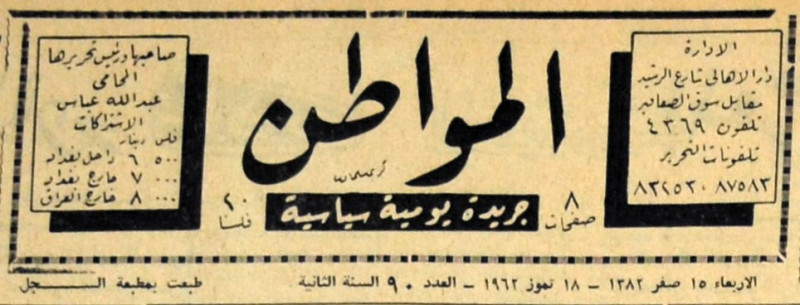 الادارة
دار الاهالي شارع الرشيد
مقابل سوق الصفافير
تلفون ٤٣٦٩
تلفونات التحرير
٨٧٥٨٣ - ٨٣٢٥٣
المواطن
٨ صفحات
جريدة يومية سياسية
٢٠ فلسا
صاحبها ورئيس تحريرها
المحامي
عبدالله عباس
الاشتراكات
فلس دينار
٥٠٠ ٦ داخل بغداد
٠٠٠ ٧ خارج بغداد
٠٠٠ ٨ خارج العراق
الاربعاء ١٥ صفر ١٣٨٢ - ١٨ تموز ١٩٦٢ - العدد ٩٠ السنة الثانية
طبعت بمطبعة الســـجل